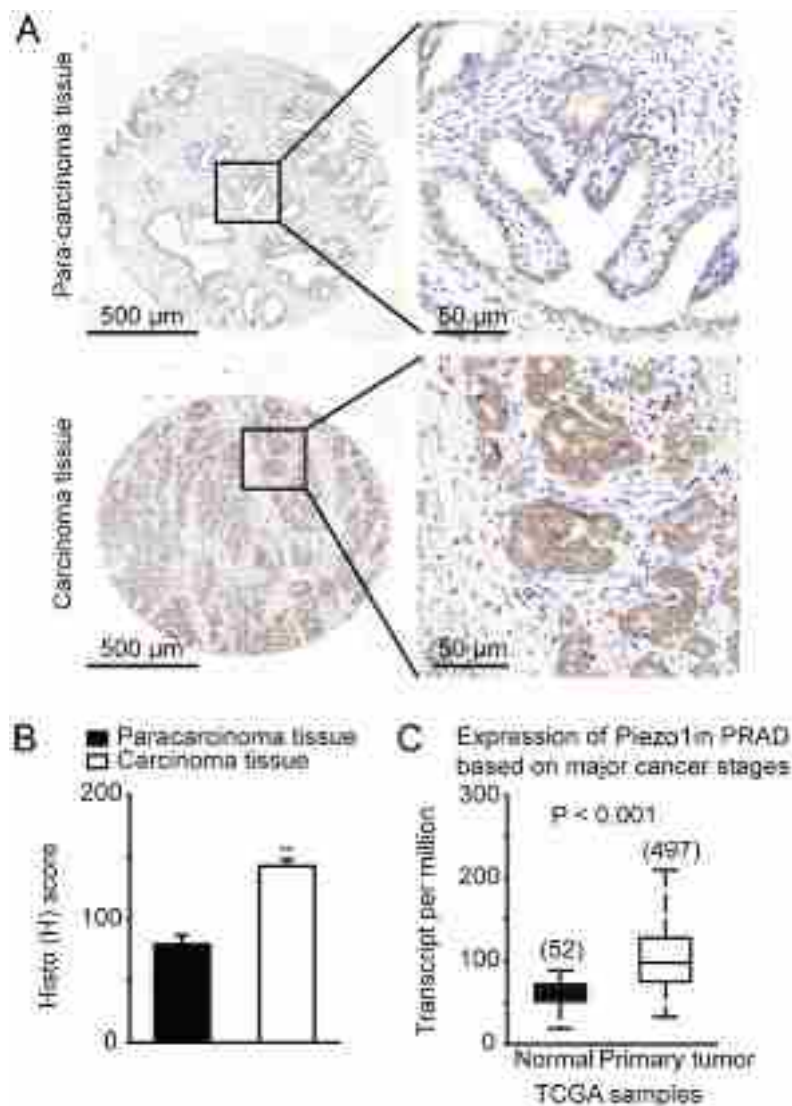 A
Para-carcinoma tissue
500 µm
50 µm
Carcinoma tissue
500 µm
50 µm
B
Paracarcinoma tissue
Carcinoma tissue
200
100
0
Histo (H) score
**
C
Expression of Piezo1in PRAD
based on major cancer stages
300
200
100
0
Transcript per million
P < 0.001
(497)
(52)
Normal Primary tumor
TCGA samples